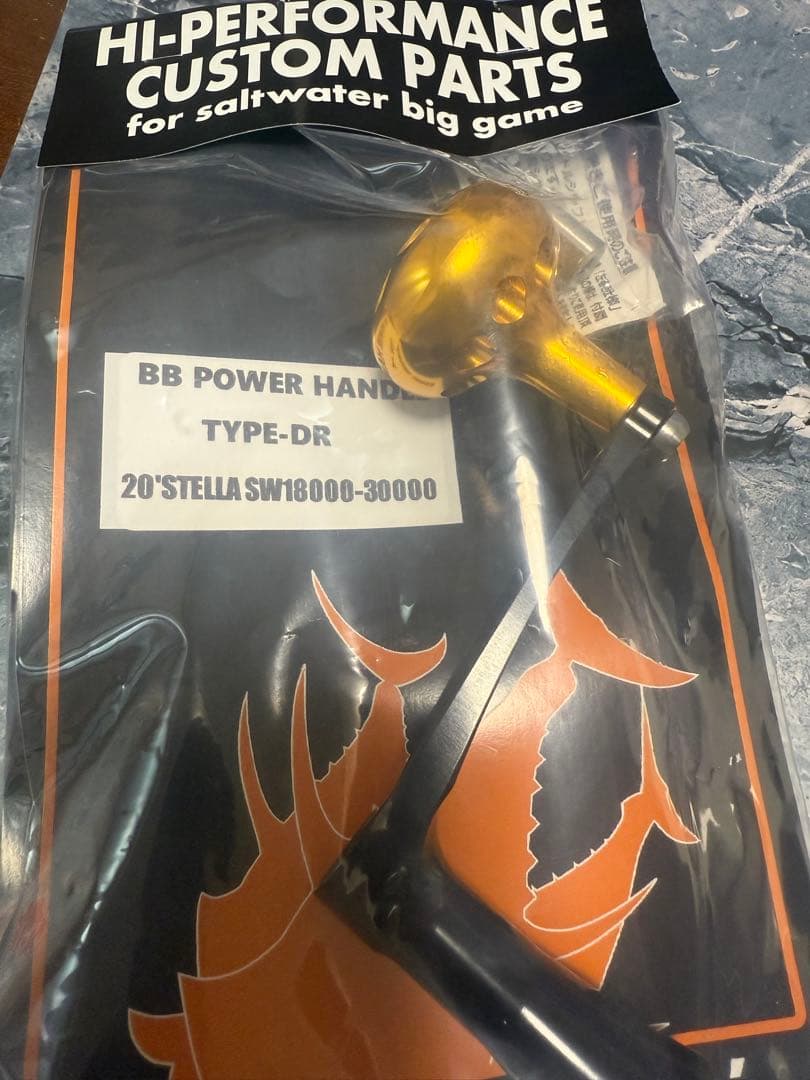 HI-PERFORMANCE
CUSTOM PARTS
for saltwater big game
BB POWER HANDL
TYPE-DR
20'STELLA SW18000-30000